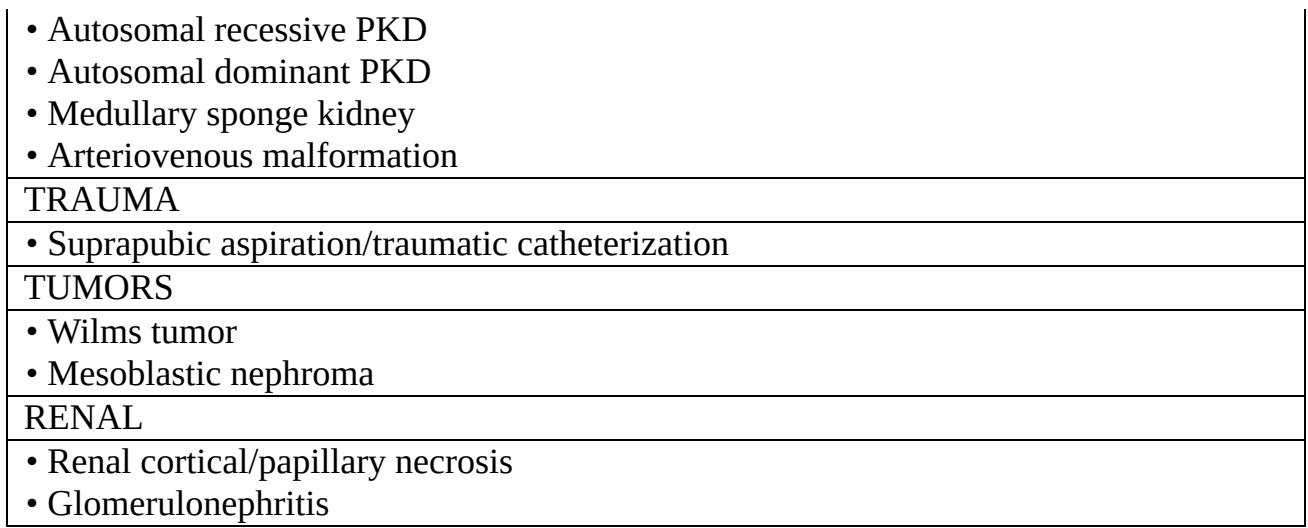 • Autosomal recessive PKD
• Autosomal dominant PKD
• Medullary sponge kidney
• Arteriovenous malformation
TRAUMA
• Suprapubic aspiration/traumatic catheterization
TUMORS
• Wilms tumor
• Mesoblastic nephroma
RENAL
• Renal cortical/papillary necrosis
• Glomerulonephritis